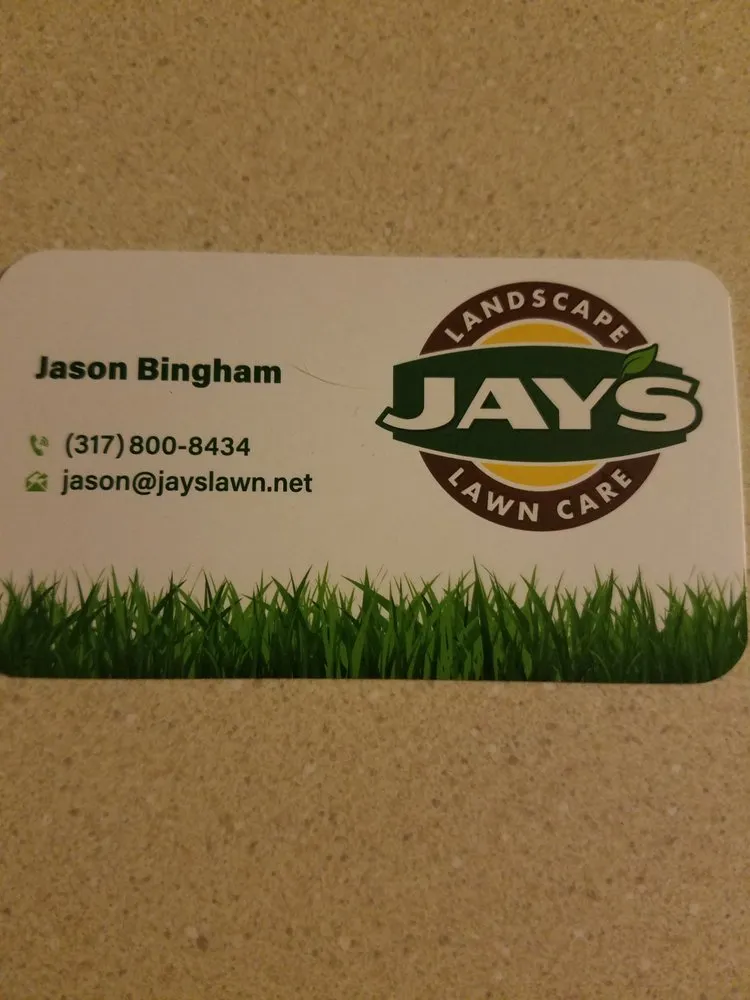 Jason Bingham
(317) 800-8434
jason@jayslawn.net
LANDSCAPE
JAY'S
LAWN CARE